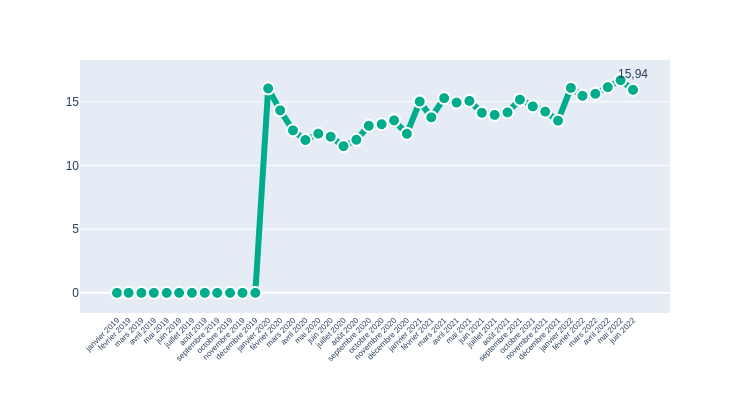 15,94
15
10
5
0
janvier 2019
février 2019
mars 2019
avril 2019
mai 2019
juin 2019
juillet 2019
août 2019
septembre 2019
octobre 2019
novembre 2019
décembre 2019
janvier 2020
février 2020
mars 2020
avril 2020
mai 2020
juin 2020
juillet 2020
août 2020
septembre 2020
octobre 2020
novembre 2020
décembre 2020
janvier 2021
février 2021
mars 2021
avril 2021
mai 2021
juin 2021
juillet 2021
août 2021
septembre 2021
octobre 2021
novembre 2021
décembre 2021
janvier 2022
février 2022
mars 2022
avril 2022
mai 2022
juin 2022